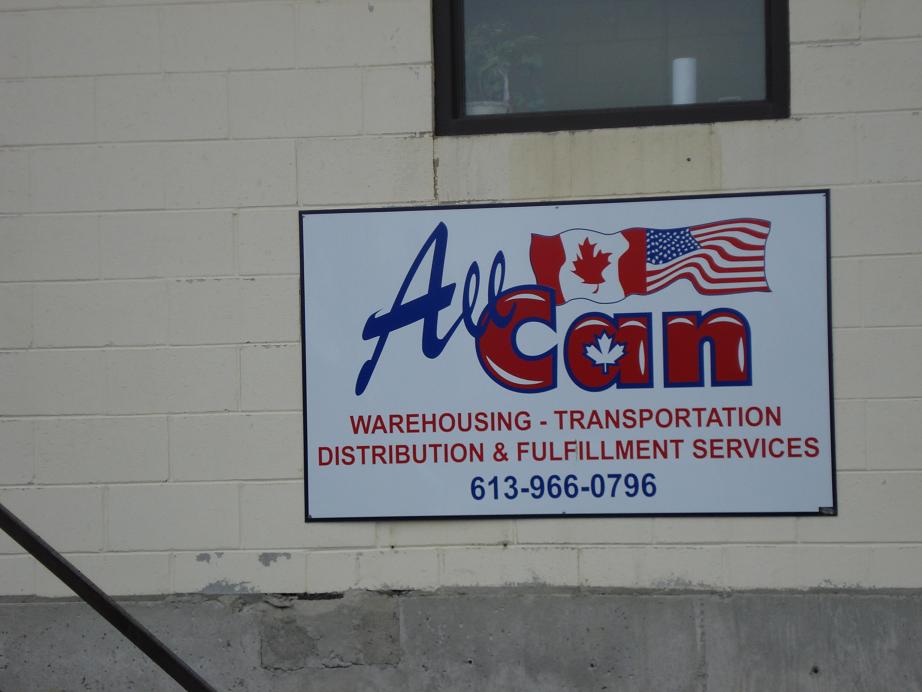 All
Can
WAREHOUSING - TRANSPORTATION
DISTRIBUTION & FULFILLMENT SERVICES
613-966-0796